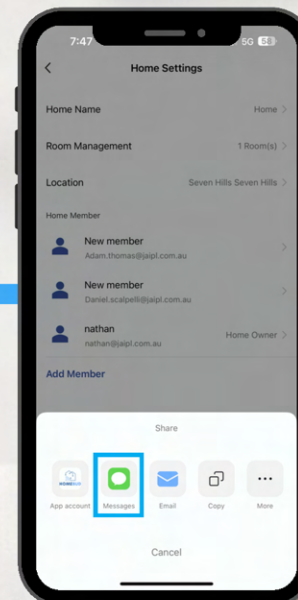 7:47
5G 58
Home Settings
Home Name Home
Room Management 1 Room(s)
Location Seven Hills Seven Hills
Home Member
New member
Adam.thomas@jaipl.com.au
New member
Daniel.scalpelli@jaipl.com.au
nathan
nathan@jaipl.com.au
Home Owner
Add Member
Share
App account Messages Email Copy More
Cancel